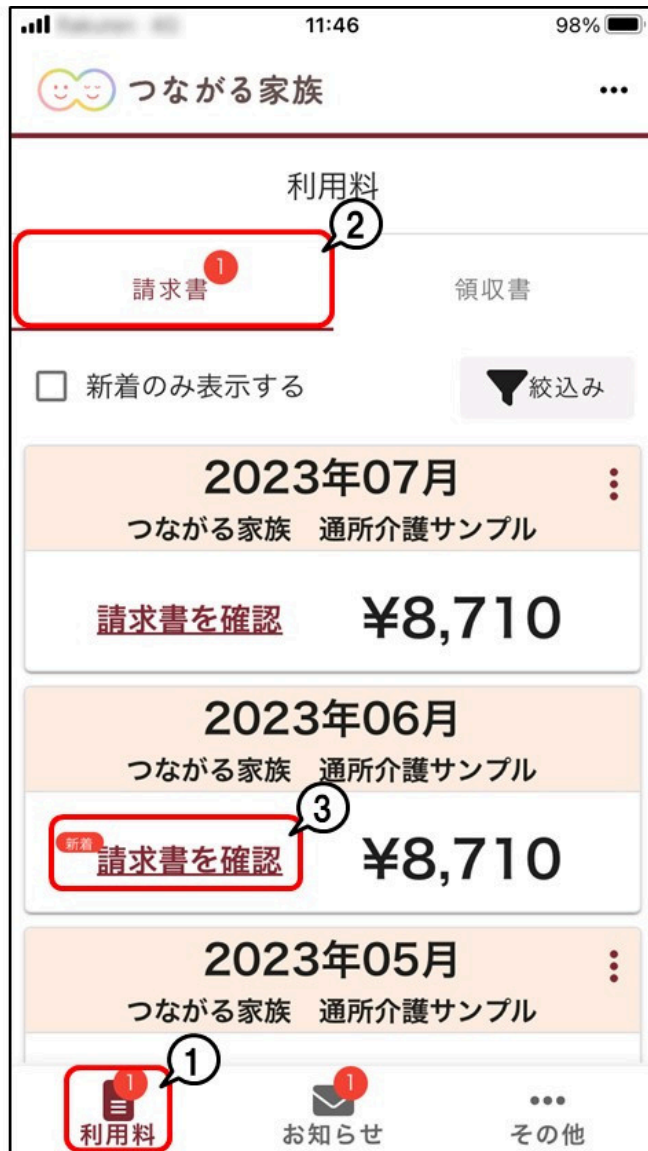 11:46 98%
つながる家族
利用料
②
請求書 1 領収書
新着のみ表示する 絞込み
2023年07月
つながる家族 通所介護サンプル
請求書を確認 ¥8,710
2023年06月
つながる家族 通所介護サンプル
③
新着 請求書を確認 ¥8,710
2023年05月
つながる家族 通所介護サンプル
①
1 1
利用料 お知らせ その他